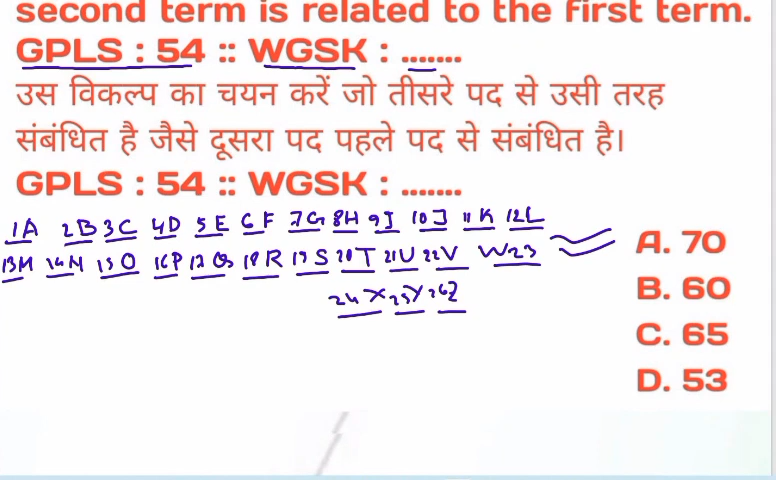 second term is related to the first term.
GPLS : 54 :: WGSK : .......
उस विकल्प का चयन करें जो तीसरे पद से उसी तरह
संबंधित है जैसे दूसरा पद पहले पद से संबंधित है।
GPLS : 54 :: WGSK : .......
1A 2B 3C 4D 5E 6F 7G 8H 9I 10J 11K 12L
13M 14N 15O 16P 17Q 18R 19S 20T 21U 22V W23
24X 25Y 26Z
A. 70
B. 60
C. 65
D. 53